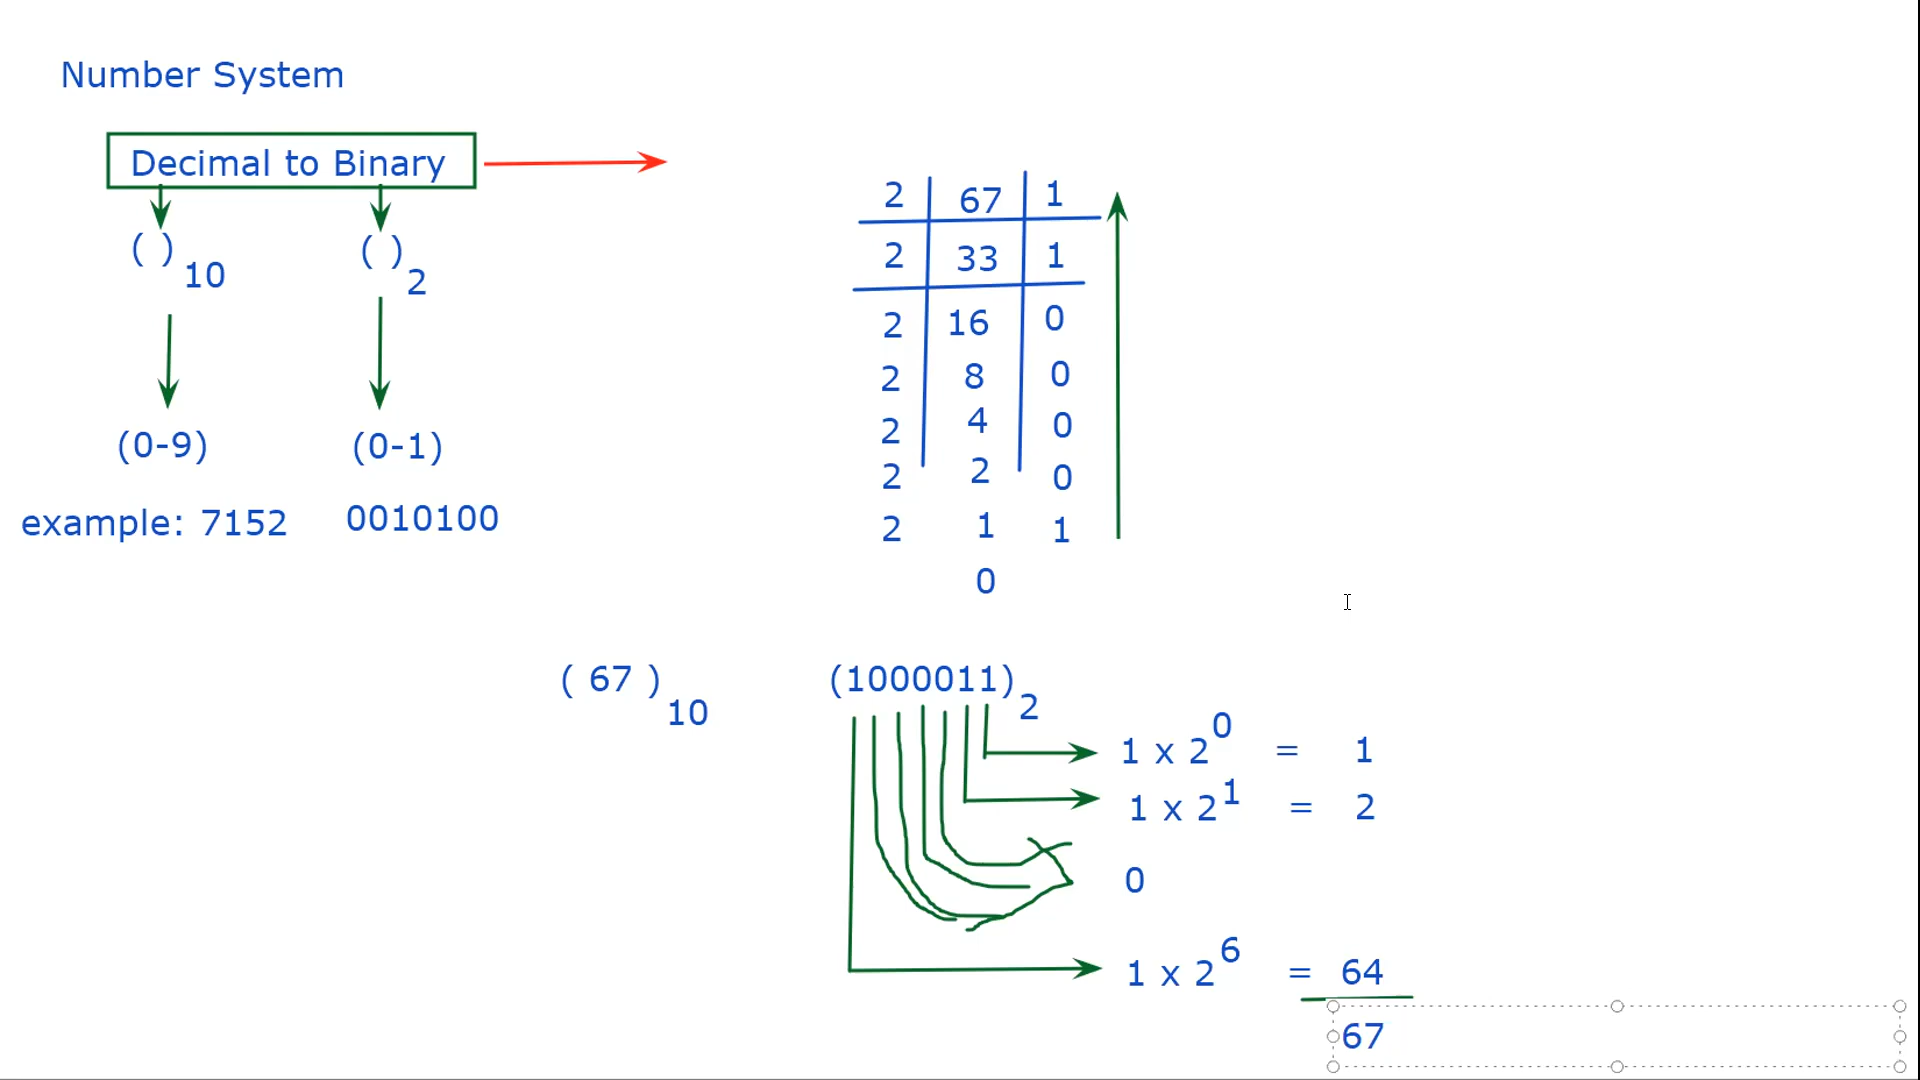 Number System
Decimal to Binary
( ) 10 ( ) 2
(0-9) (0-1)
example: 7152 0010100
2 67 1
2 33 1
2 16 0
2 8 0
2 4 0
2 2 0
2 1 1
0
( 67 ) 10 (1000011) 2
1 x 2^0 = 1
1 x 2^1 = 2
0
1 x 2^6 = 64
67